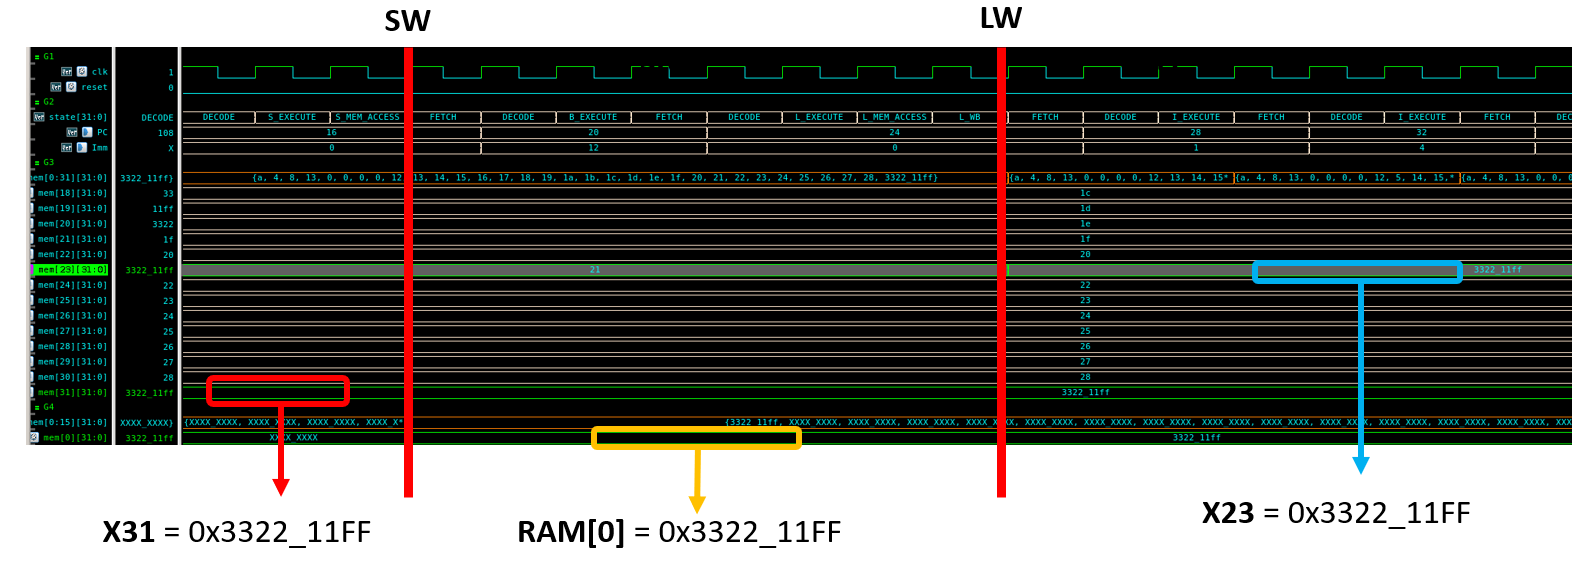 SW LW
G1
clk 1
reset 0
G2
state[31:0] DECODE DECODE S_EXECUTE S_MEM_ACCESS FETCH DECODE B_EXECUTE FETCH DECODE L_EXECUTE L_MEM_ACCESS L_WB FETCH DECODE I_EXECUTE FETCH DECODE I_EXECUTE FETCH DEC
PC 108 16 20 24 28 32
Imm X 0 12 0 1 4
G3
mem[0:31][31:0] 3322_11ff} {a, 4, 8, 13, 0, 0, 0, 0, 12, 13, 14, 15, 16, 17, 18, 19, 1a, 1b, 1c, 1d, 1e, 1f, 20, 21, 22, 23, 24, 25, 26, 27, 28, 3322_11ff} {a, 4, 8, 13, 0, 0, 0, 0, 12, 13, 14, 15* {a, 4, 8, 13, 0, 0, 0, 0, 12, 5, 14, 15,* {a, 4, 8, 13, 0, 0, 0
mem[18][31:0] 33 1c
mem[19][31:0] 11ff 1d
mem[20][31:0] 3322 1e
mem[21][31:0] 1f 1f
mem[22][31:0] 20 20
mem[23][31:0] 3322_11ff 21 3322_11ff
mem[24][31:0] 22 22
mem[25][31:0] 23 23
mem[26][31:0] 24 24
mem[27][31:0] 25 25
mem[28][31:0] 26 26
mem[29][31:0] 27 27
mem[30][31:0] 28 28
mem[31][31:0] 3322_11ff 3322_11ff
G4
mem[0:15][31:0] XXXX_XXXX} {XXXX_XXXX, XXXX_XXXX, XXXX_XXXX, XXXX_X* {3322_11ff, XXXX_XXXX, XXXX_XXXX, XXXX_XXXX, XXXX_XXXX, XXXX_XXXX, XXXX_XXXX, XXXX_XXXX, XXXX_XXXX, XXXX_XXXX, XXXX_XXXX, XXXX_XXXX, XXXX_XXXX, XXX
mem[0][31:0] 3322_11ff XXXX_XXXX 3322_11ff
X31 = 0x3322_11FF RAM[0] = 0x3322_11FF X23 = 0x3322_11FF